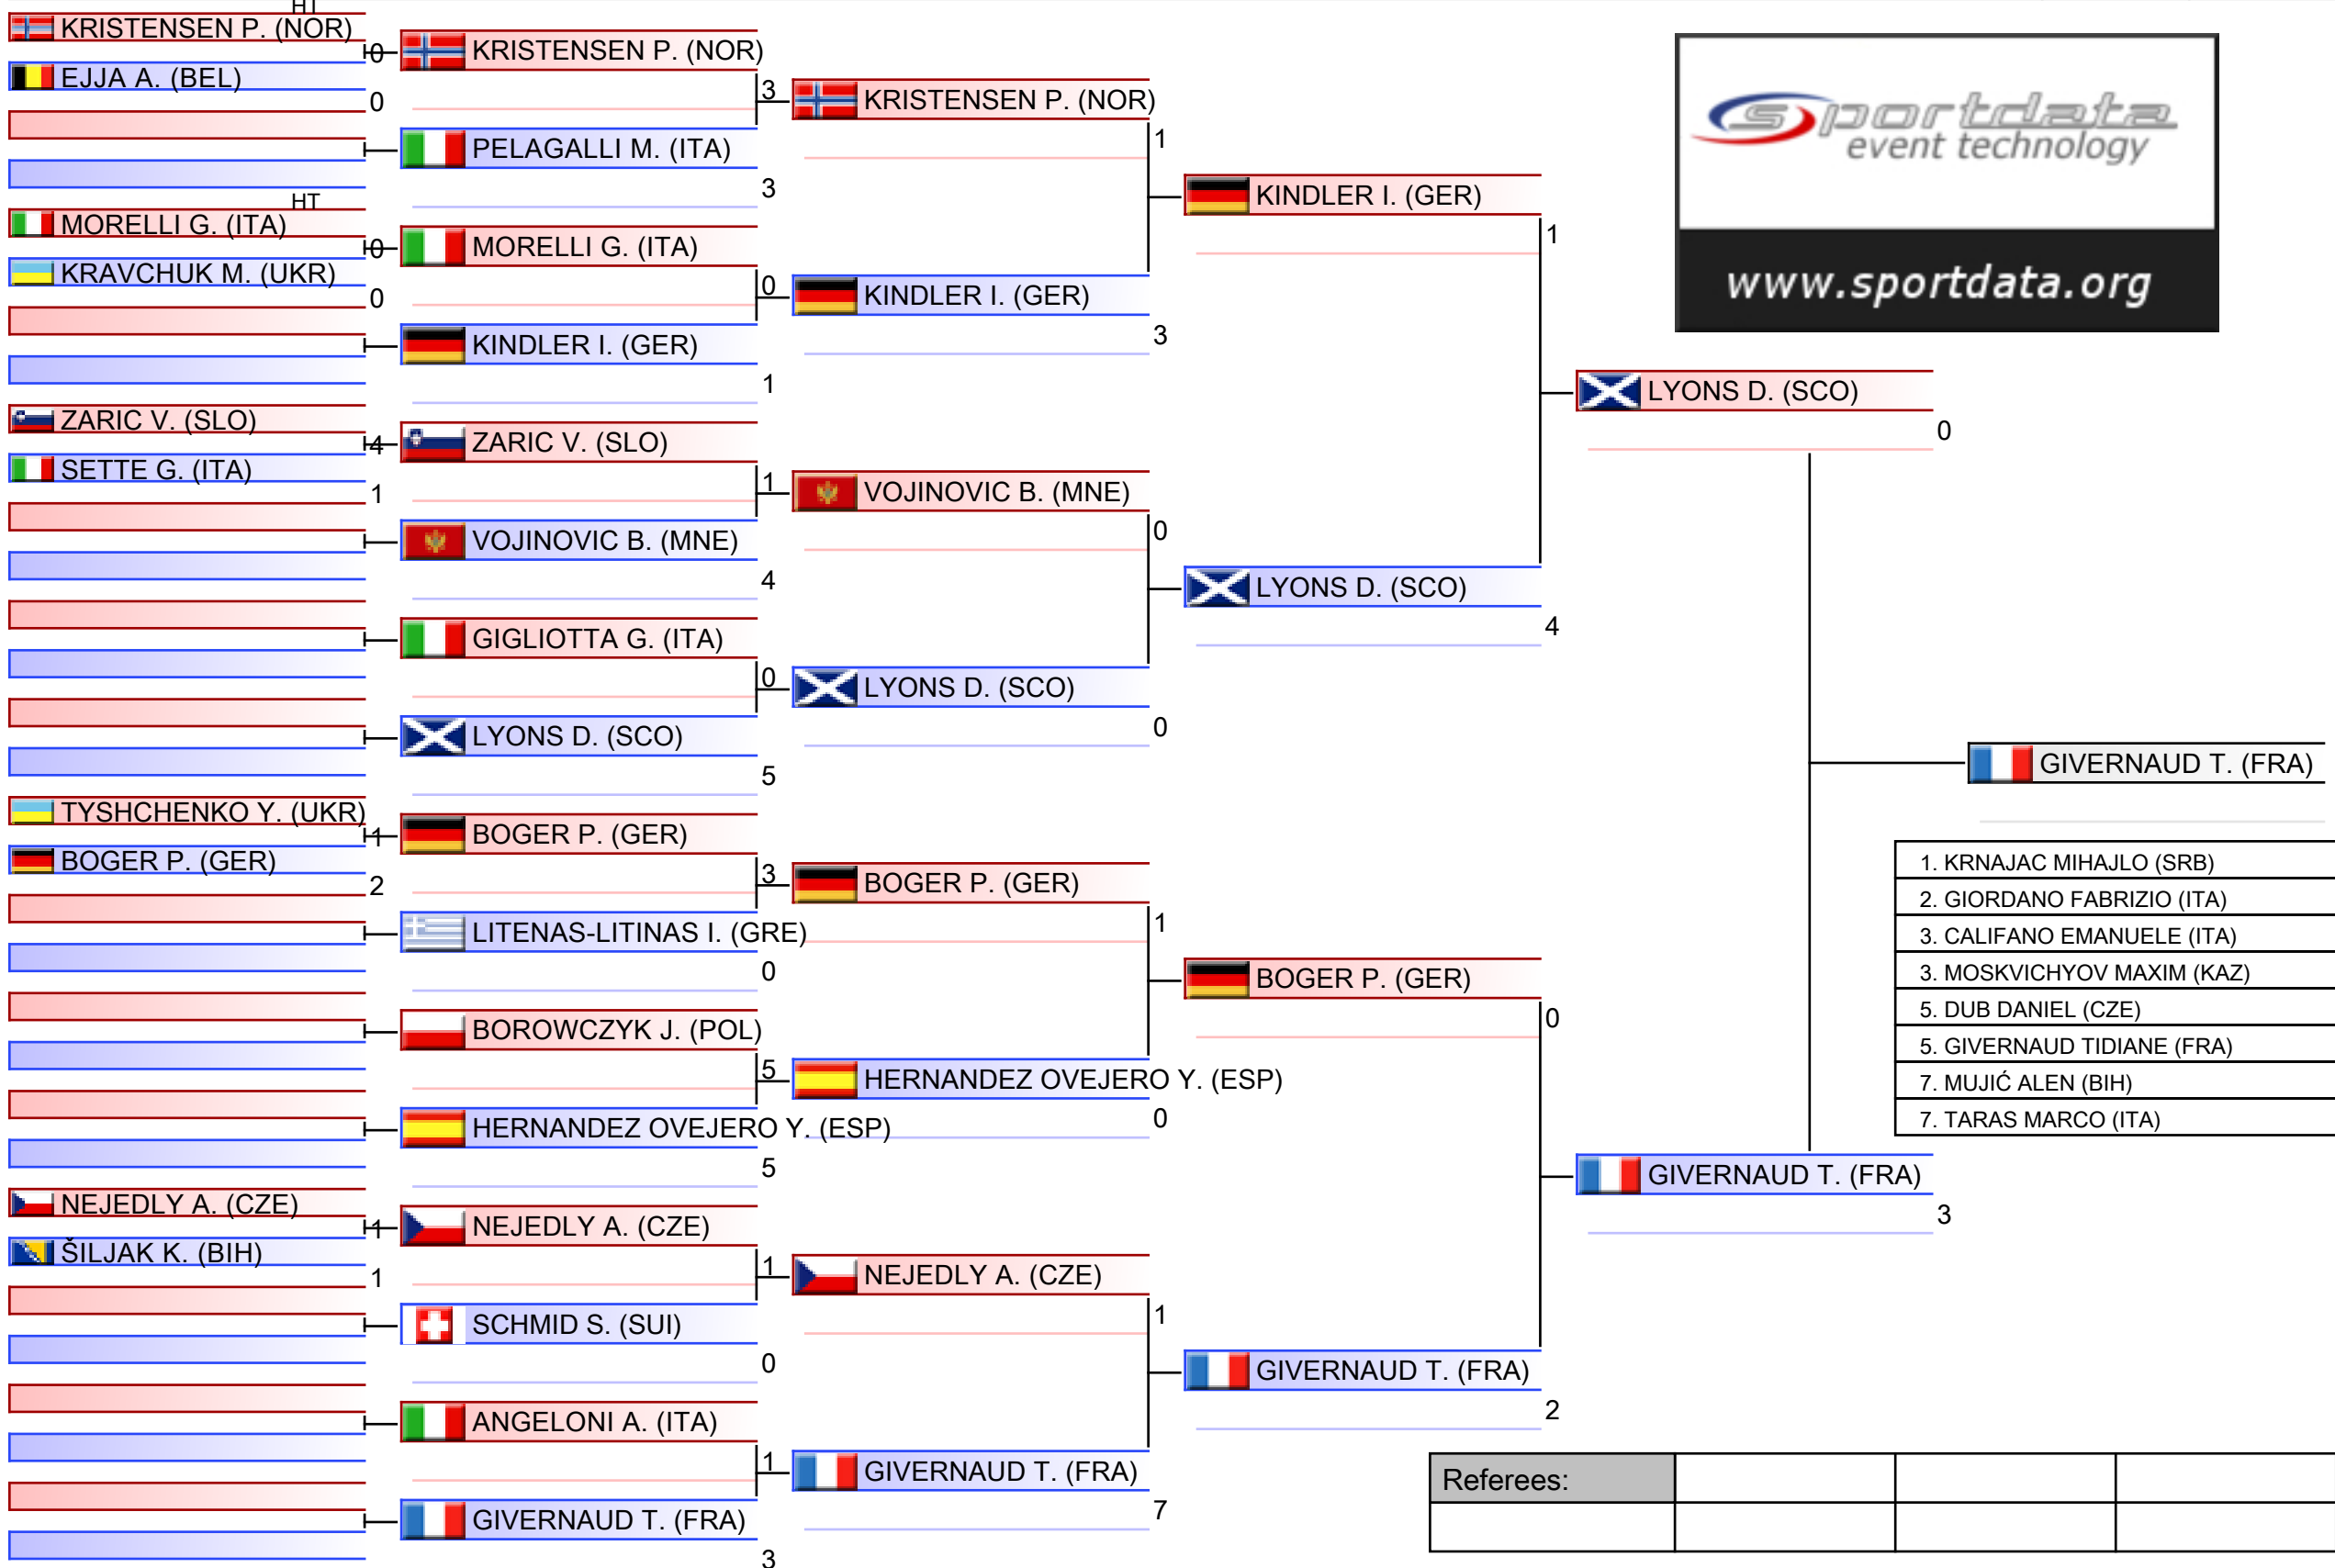 HT
KRISTENSEN P. (NOR)
0
EJJA A. (BEL)
0
HT
MORELLI G. (ITA)
0
KRAVCHUK M. (UKR)
0
ZARIC V. (SLO)
4
SETTE G. (ITA)
1
TYSHCHENKO Y. (UKR)
1
BOGER P. (GER)
2
NEJEDLY A. (CZE)
1
ŠILJAK K. (BIH)
1
KRISTENSEN P. (NOR)
3
PELAGALLI M. (ITA)
3
MORELLI G. (ITA)
0
KINDLER I. (GER)
1
ZARIC V. (SLO)
1
VOJINOVIC B. (MNE)
4
GIGLIOTTA G. (ITA)
0
LYONS D. (SCO)
5
BOGER P. (GER)
3
LITENAS-LITINAS I. (GRE)
0
BOROWCZYK J. (POL)
5
HERNANDEZ OVEJERO Y. (ESP)
5
NEJEDLY A. (CZE)
1
SCHMID S. (SUI)
0
ANGELONI A. (ITA)
1
GIVERNAUD T. (FRA)
3
KRISTENSEN P. (NOR)
1
KINDLER I. (GER)
3
VOJINOVIC B. (MNE)
0
LYONS D. (SCO)
0
BOGER P. (GER)
1
HERNANDEZ OVEJERO Y. (ESP)
0
NEJEDLY A. (CZE)
1
GIVERNAUD T. (FRA)
7
KINDLER I. (GER)
1
LYONS D. (SCO)
4
BOGER P. (GER)
0
GIVERNAUD T. (FRA)
2
LYONS D. (SCO)
0
GIVERNAUD T. (FRA)
3
GIVERNAUD T. (FRA)
sportdata
event technology
www.sportdata.org
1. KRNAJAC MIHAJLO (SRB)
2. GIORDANO FABRIZIO (ITA)
3. CALIFANO EMANUELE (ITA)
3. MOSKVICHYOV MAXIM (KAZ)
5. DUB DANIEL (CZE)
5. GIVERNAUD TIDIANE (FRA)
7. MUJIĆ ALEN (BIH)
7. TARAS MARCO (ITA)
Referees: